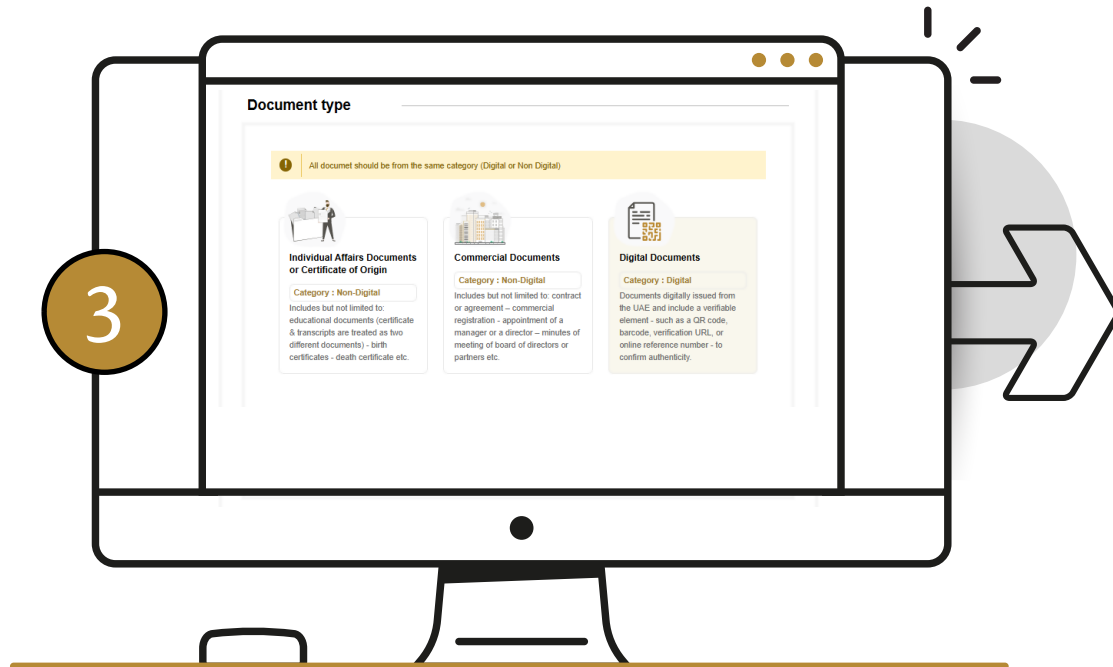 Document type
All documet should be from the same category (Digital or Non Digital)
Individual Affairs Documents
or Certificate of Origin
Category : Non-Digital
Includes but not limited to:
educational documents (certificate
& transcripts are treated as two
different documents) - birth
certificates - death certificate etc.
Commercial Documents
Category : Non-Digital
Includes but not limited to: contract
or agreement – commercial
registration - appointment of a
manager or a director – minutes of
meeting of board of directors or
partners etc.
Digital Documents
Category : Digital
Documents digitally issued from
the UAE and include a verifiable
element - such as a QR code,
barcode, verification URL, or
online reference number - to
confirm authenticity.
3